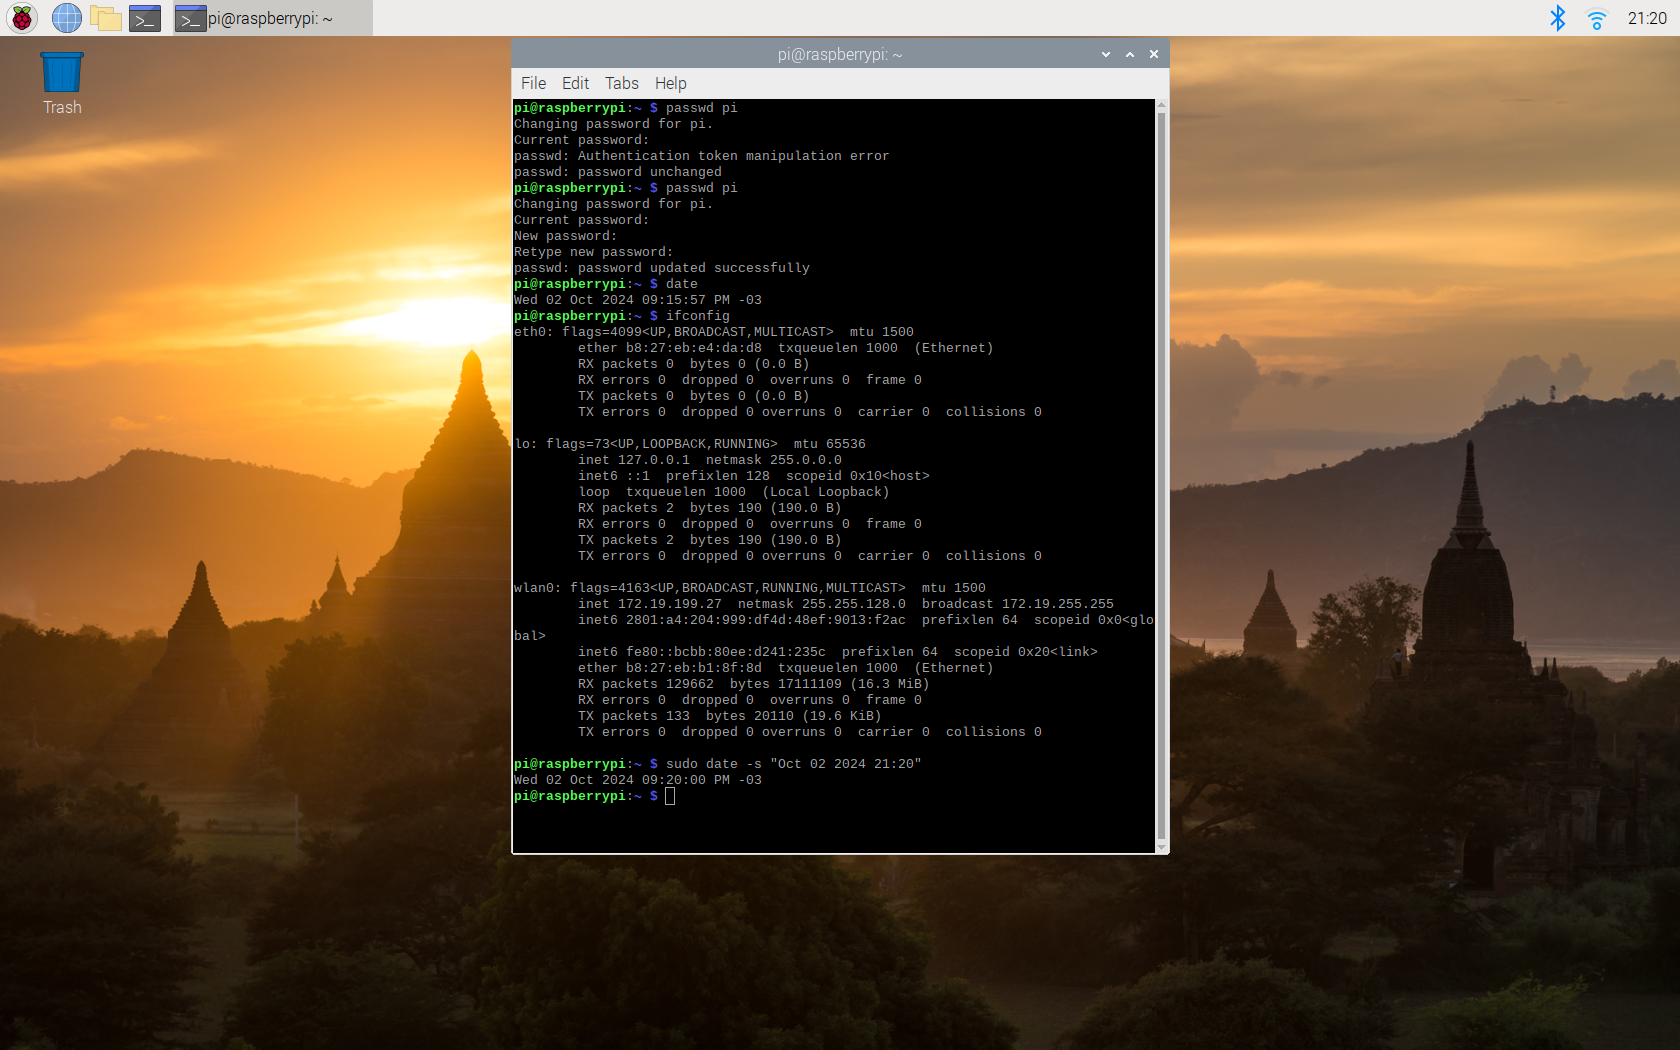 pi@raspberrypi: ~ 21:20
Trash
pi@raspberrypi: ~
File Edit Tabs Help
pi@raspberrypi:~ $ passwd pi
Changing password for pi.
Current password:
passwd: Authentication token manipulation error
passwd: password unchanged
pi@raspberrypi:~ $ passwd pi
Changing password for pi.
Current password:
New password:
Retype new password:
passwd: password updated successfully
pi@raspberrypi:~ $ date
Wed 02 Oct 2024 09:15:57 PM -03
pi@raspberrypi:~ $ ifconfig
eth0: flags=4099<UP,BROADCAST,MULTICAST>  mtu 1500
        ether b8:27:eb:e4:da:d8  txqueuelen 1000  (Ethernet)
        RX packets 0  bytes 0 (0.0 B)
        RX errors 0  dropped 0  overruns 0  frame 0
        TX packets 0  bytes 0 (0.0 B)
        TX errors 0  dropped 0 overruns 0  carrier 0  collisions 0
lo: flags=73<UP,LOOPBACK,RUNNING>  mtu 65536
        inet 127.0.0.1  netmask 255.0.0.0
        inet6 ::1  prefixlen 128  scopeid 0x10<host>
        loop  txqueuelen 1000  (Local Loopback)
        RX packets 2  bytes 190 (190.0 B)
        RX errors 0  dropped 0  overruns 0  frame 0
        TX packets 2  bytes 190 (190.0 B)
        TX errors 0  dropped 0 overruns 0  carrier 0  collisions 0
wlan0: flags=4163<UP,BROADCAST,RUNNING,MULTICAST>  mtu 1500
        inet 172.19.199.27  netmask 255.255.128.0  broadcast 172.19.255.255
        inet6 2801:a4:204:999:df4d:48ef:9013:f2ac  prefixlen 64  scopeid 0x0<glo
bal>
        inet6 fe80::bcbb:80ee:d241:235c  prefixlen 64  scopeid 0x20<link>
        ether b8:27:eb:b1:8f:8d  txqueuelen 1000  (Ethernet)
        RX packets 129662  bytes 17111109 (16.3 MiB)
        RX errors 0  dropped 0  overruns 0  frame 0
        TX packets 133  bytes 20110 (19.6 KiB)
        TX errors 0  dropped 0 overruns 0  carrier 0  collisions 0
pi@raspberrypi:~ $ sudo date -s "Oct 02 2024 21:20"
Wed 02 Oct 2024 09:20:00 PM -03
pi@raspberrypi:~ $